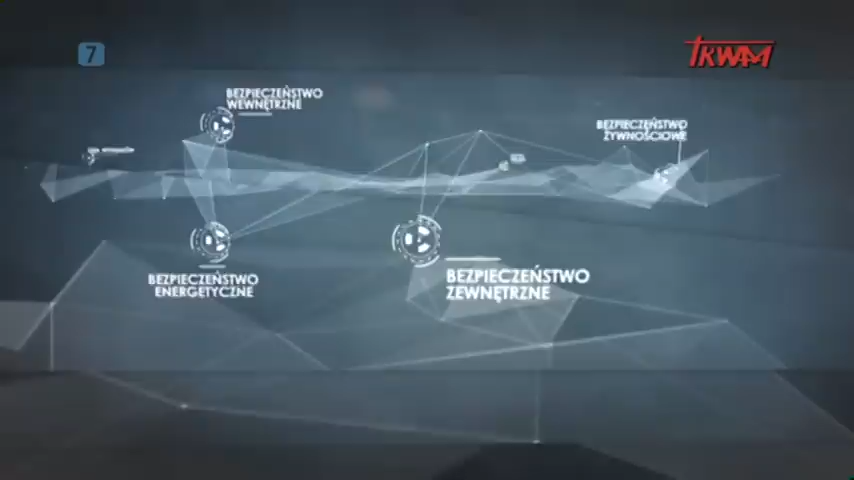 7
TRWAM
BEZPIECZEŃSTWO
WEWNĘTRZNE
BEZPIECZEŃSTWO
ŻYWNOŚCIOWE
BEZPIECZEŃSTWO
ENERGETYCZNE
BEZPIECZEŃSTWO
ZEWNĘTRZNE